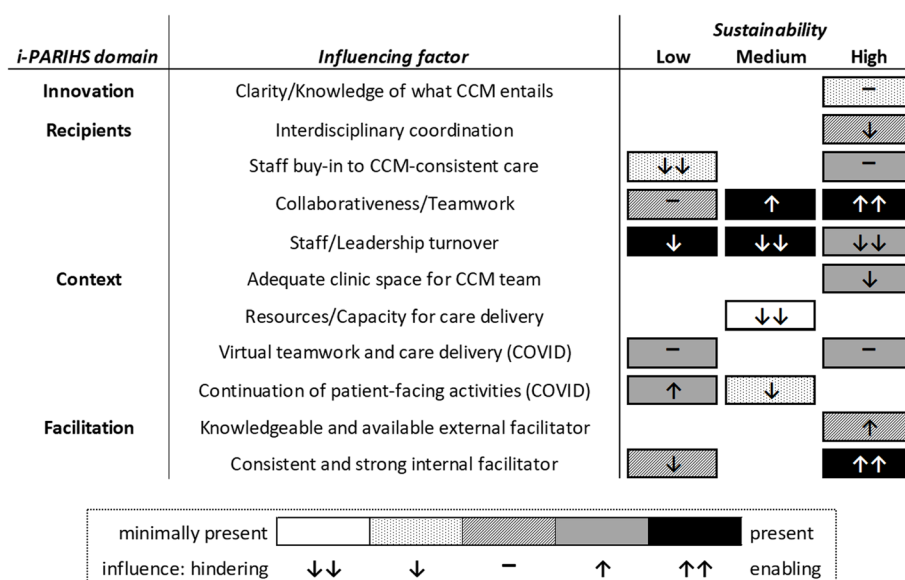 Sustainability
i-PARIHS domain Influencing factor Low Medium High
Innovation Clarity/Knowledge of what CCM entails –
Recipients Interdisciplinary coordination ↓
Staff buy-in to CCM-consistent care ↓↓ –
Collaborativeness/Teamwork – ↑ ↑↑
Staff/Leadership turnover ↓ ↓↓ ↓↓
Context Adequate clinic space for CCM team ↓
Resources/Capacity for care delivery ↓↓
Virtual teamwork and care delivery (COVID) – –
Continuation of patient-facing activities (COVID) ↑ ↓
Facilitation Knowledgeable and available external facilitator ↑
Consistent and strong internal facilitator ↓ ↑↑
minimally present present
influence: hindering ↓↓ ↓ – ↑ ↑↑ enabling